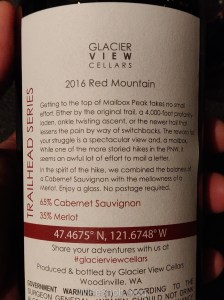 GLACIER
VIEW
CELLARS
2016 Red Mountain
TRAILHEAD SERIES
Getting to the top of Mailbox Peak takes no small
effort. Either by the original trail, a 4,000-foot prolonged
laden, ankle twisting ascent, or the newer trail that
lessens the pain by way of switchbacks. The reward for
your struggle is a spectacular view and, a mailbox.
While one of the more storied hikes in the PNW, it
seems an awful lot of effort to mail a letter.
In the spirit of the hike, we combined the boldness of
a Cabernet Sauvignon with the mellowness of a
Merlot. Enjoy a glass. No postage required.
65% Cabernet Sauvignon
35% Merlot
47.4675° N, 121.6748° W
Share your adventures with us at
#glacierviewcellars
Produced & bottled by Glacier View Cellars
Woodinville, WA
GOVERNMENT WARNING: (1) ACCORDING TO THE
SURGEON GENERAL